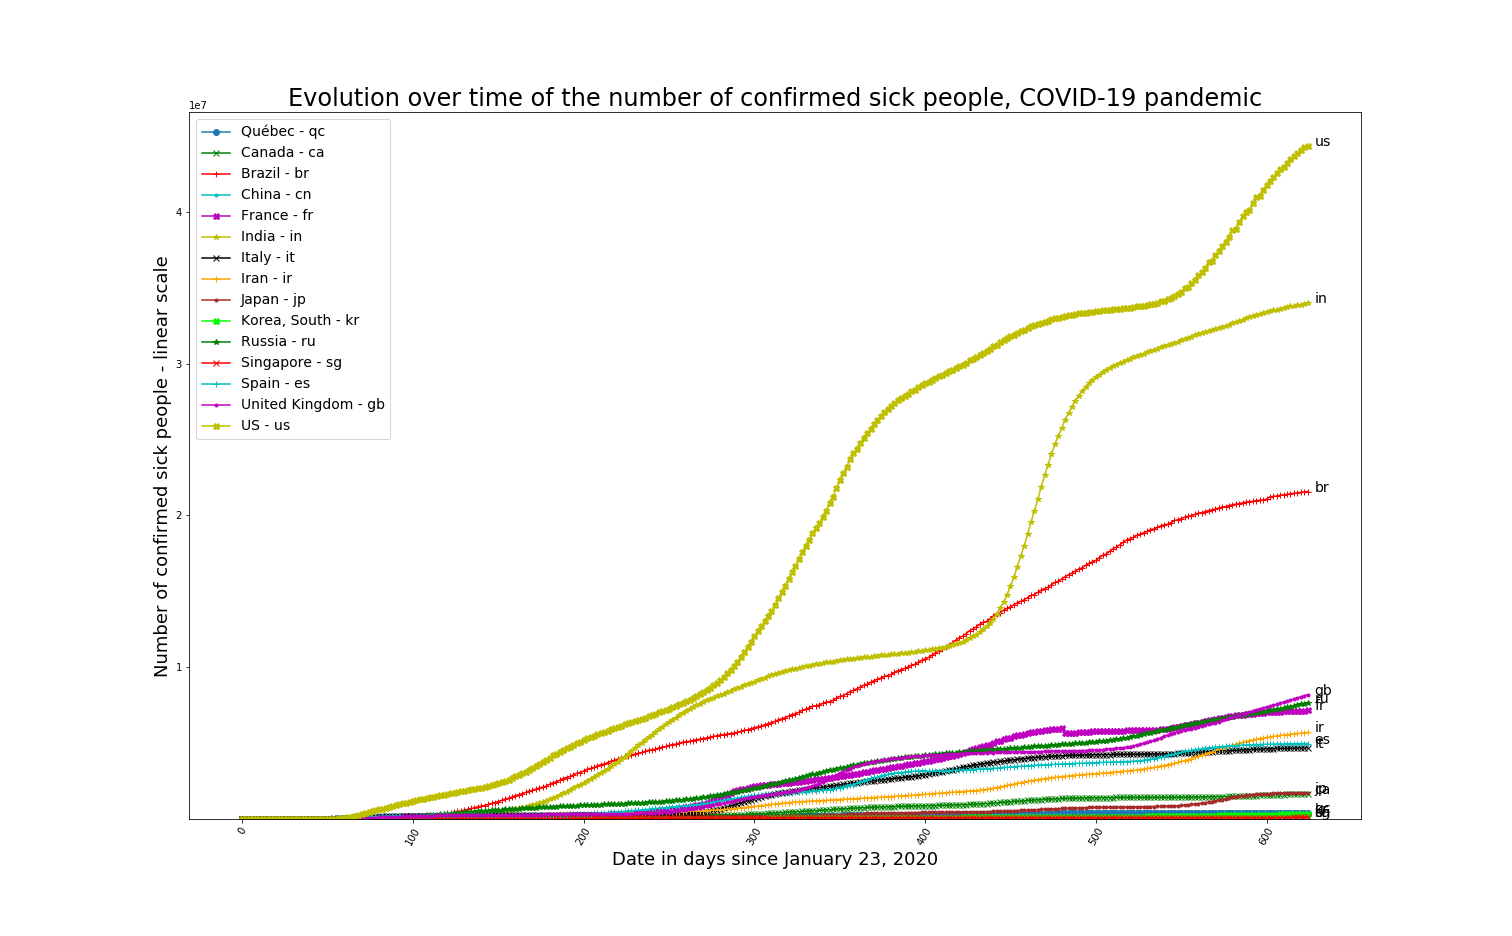 Evolution over time of the number of confirmed sick people, COVID-19 pandemic
1e7
Québec - qc
Canada - ca
Brazil - br
China - cn
France - fr
India - in
Italy - it
Iran - ir
Japan - jp
Korea, South - kr
Russia - ru
Singapore - sg
Spain - es
United Kingdom - gb
US - us
Number of confirmed sick people - linear scale
4
3
2
1
us
in
br
gb
ru
fr
ir
es
it
jp
ca
0
100
200
300
400
500
600
Date in days since January 23, 2020